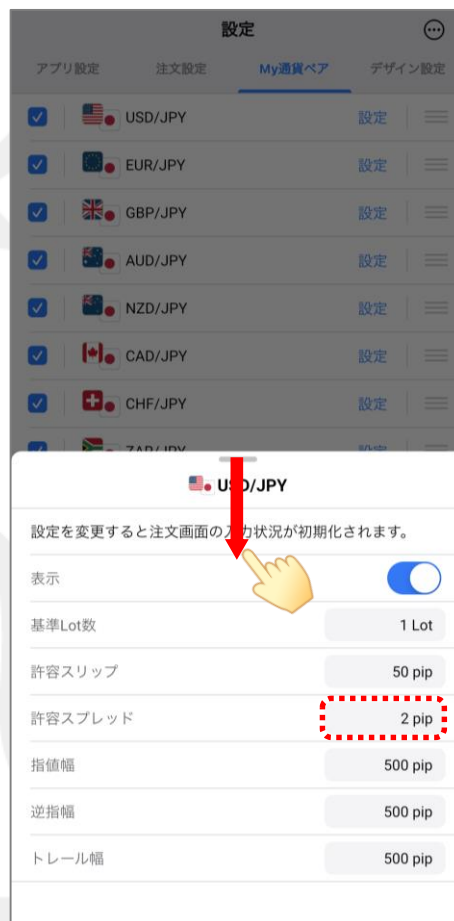 設定
アプリ設定 注文設定 My通貨ペア デザイン設定
USD/JPY 設定
EUR/JPY 設定
GBP/JPY 設定
AUD/JPY 設定
NZD/JPY 設定
CAD/JPY 設定
CHF/JPY 設定
ZAR/JPY 設定
USD/JPY
設定を変更すると注文画面の入力状況が初期化されます。
表示
基準Lot数 1 Lot
許容スリップ 50 pip
許容スプレッド 2 pip
指値幅 500 pip
逆指幅 500 pip
トレール幅 500 pip